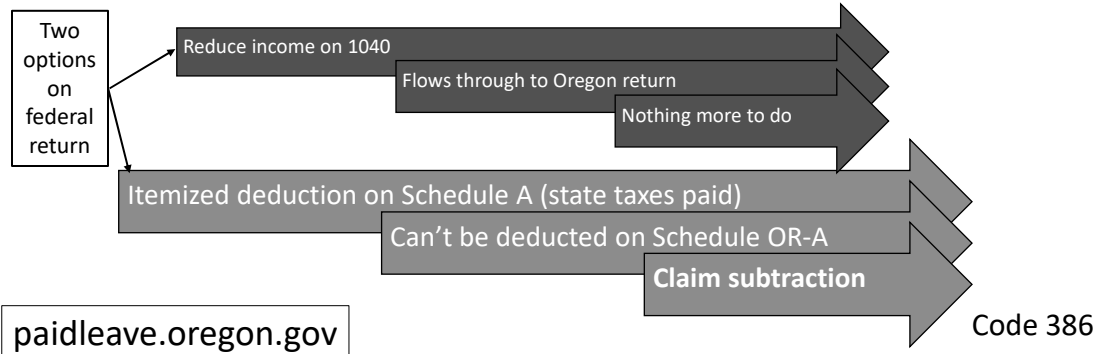 Two
options
on
federal
return
Reduce income on 1040
Flows through to Oregon return
Nothing more to do
Itemized deduction on Schedule A (state taxes paid)
Can't be deducted on Schedule OR-A
Claim subtraction
Code 386
paidleave.oregon.gov